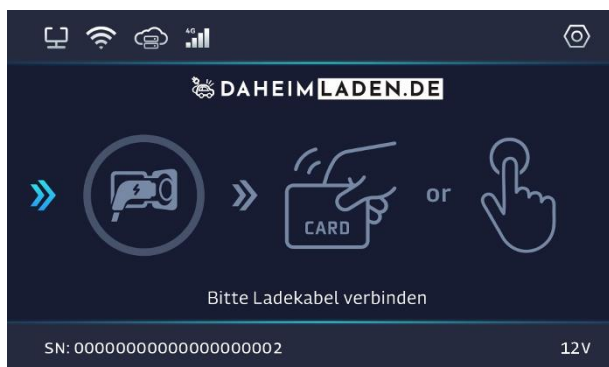 4G
DAHEIMLADEN.DE
CARD
or
Bitte Ladekabel verbinden
SN: 00000000000000000002
12V